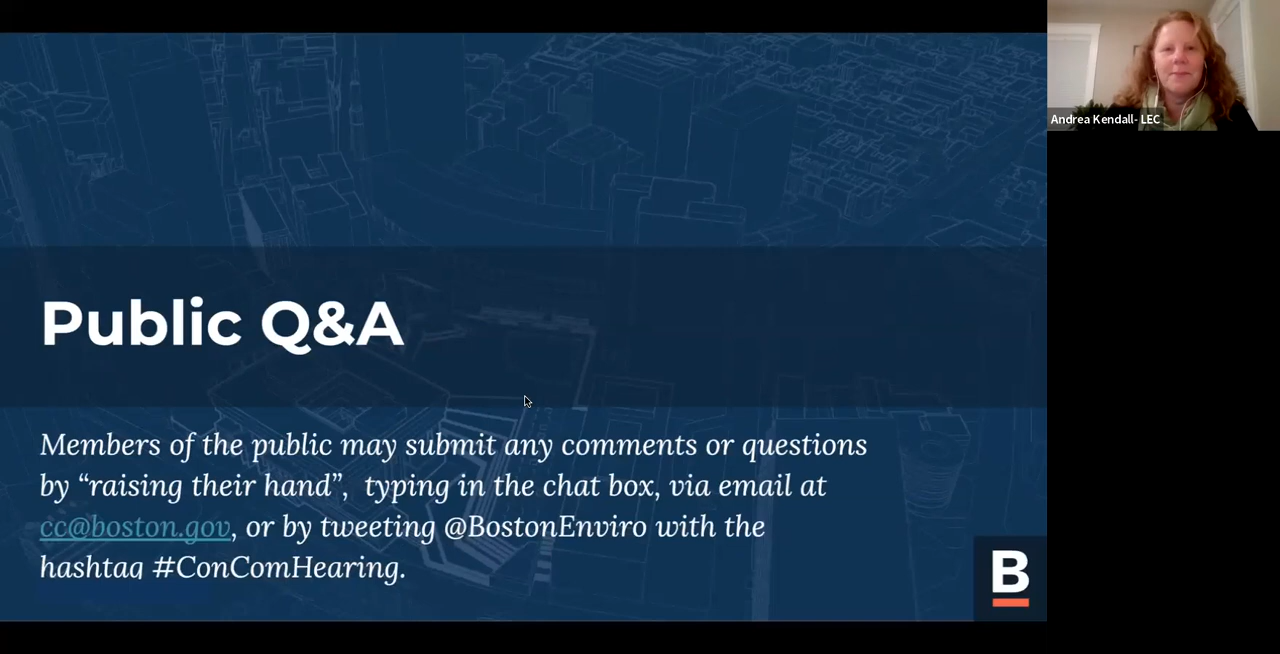 Andrea Kendall- LEC
Public Q&A
Members of the public may submit any comments or questions
by “raising their hand”,  typing in the chat box, via email at
cc@boston.gov, or by tweeting @BostonEnviro with the
hashtag #ConComHearing.
B